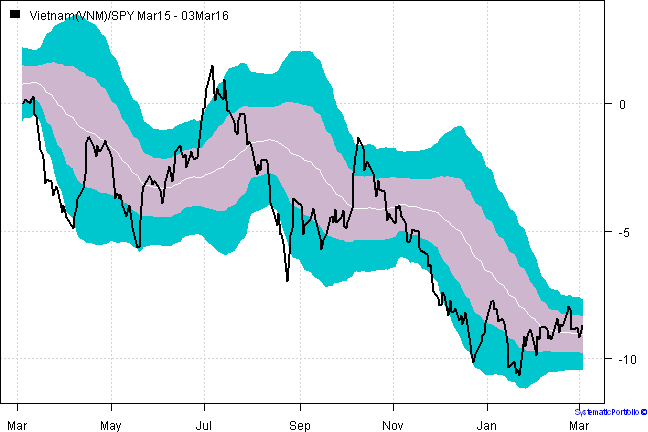 Vietnam(VNM)/SPY Mar15 - 03Mar16
0
-5
-10
SystematicPortfolio ©
Mar May Jul Sep Nov Jan Mar